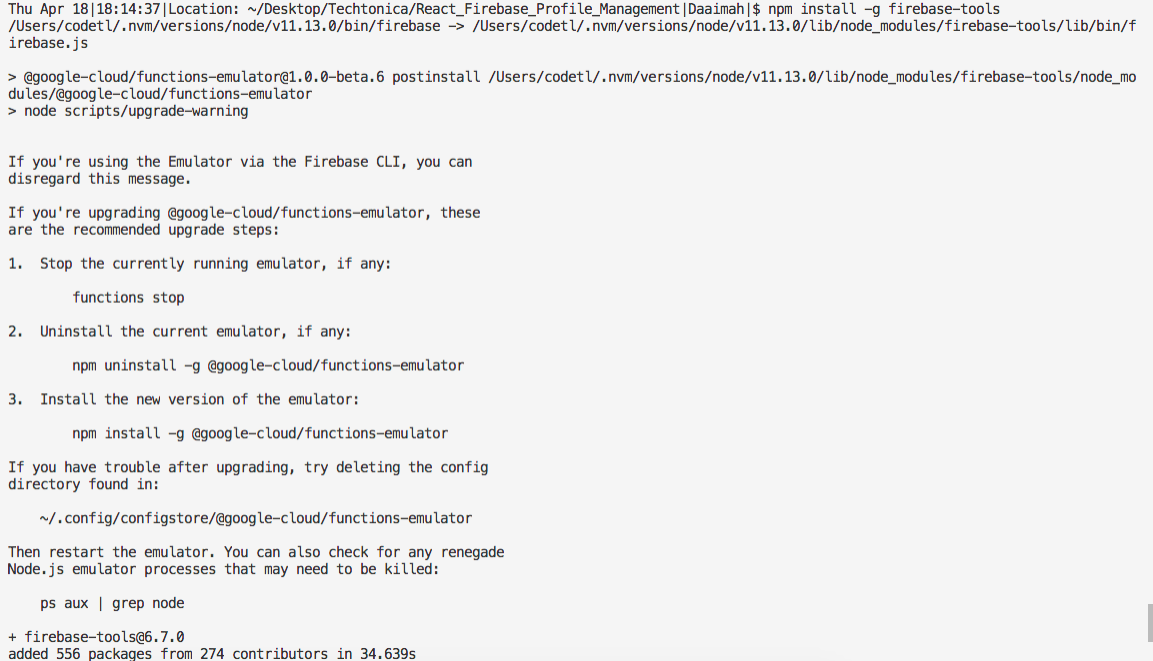 Thu Apr 18|18:14:37|Location: ~/Desktop/Techtonica/React_Firebase_Profile_Management|Daaimah|$ npm install -g firebase-tools
/Users/codetl/.nvm/versions/node/v11.13.0/bin/firebase -> /Users/codetl/.nvm/versions/node/v11.13.0/lib/node_modules/firebase-tools/lib/bin/f
irebase.js

> @google-cloud/functions-emulator@1.0.0-beta.6 postinstall /Users/codetl/.nvm/versions/node/v11.13.0/lib/node_modules/firebase-tools/node_mo
dules/@google-cloud/functions-emulator
> node scripts/upgrade-warning

If you're using the Emulator via the Firebase CLI, you can
disregard this message.

If you're upgrading @google-cloud/functions-emulator, these
are the recommended upgrade steps:

1.  Stop the currently running emulator, if any:

        functions stop

2.  Uninstall the current emulator, if any:

        npm uninstall -g @google-cloud/functions-emulator

3.  Install the new version of the emulator:

        npm install -g @google-cloud/functions-emulator

If you have trouble after upgrading, try deleting the config
directory found in:

    ~/.config/configstore/@google-cloud/functions-emulator

Then restart the emulator. You can also check for any renegade
Node.js emulator processes that may need to be killed:

    ps aux | grep node

+ firebase-tools@6.7.0
added 556 packages from 274 contributors in 34.639s